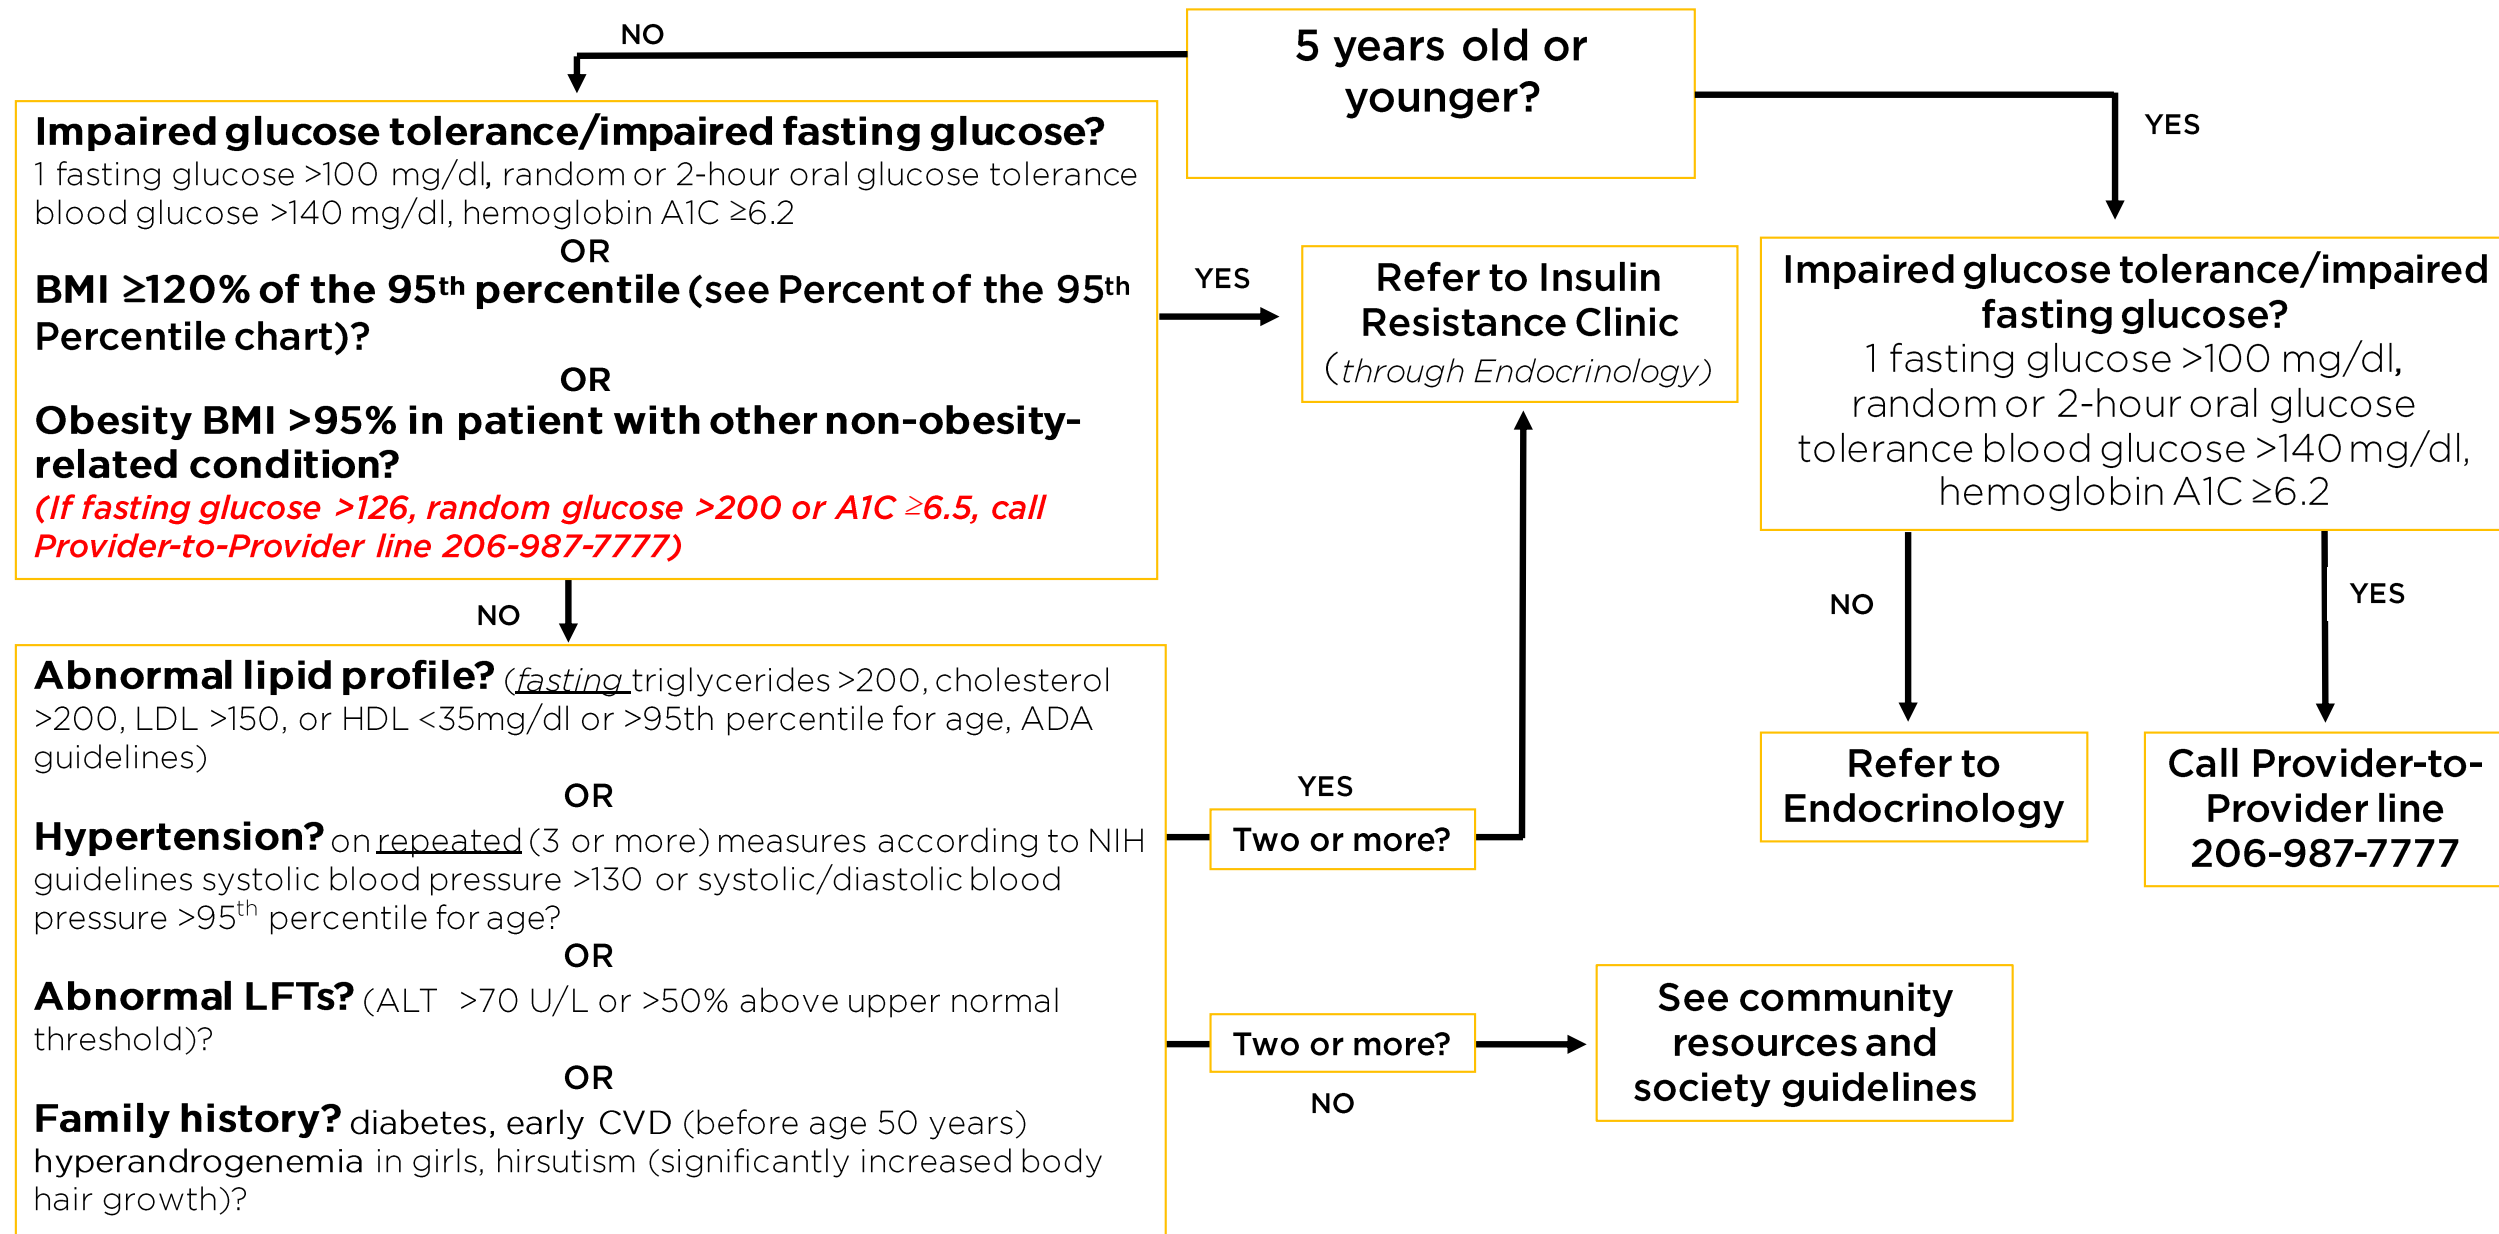 5 years old or
younger?
NO
YES
Impaired glucose tolerance/impaired fasting glucose?
1 fasting glucose >100 mg/dl, random or 2-hour oral glucose tolerance
blood glucose >140 mg/dl, hemoglobin A1C ≥6.2
OR
BMI ≥120% of the 95th percentile (see Percent of the 95th
Percentile chart)?
OR
Obesity BMI >95% in patient with other non-obesity-
related condition?
(If fasting glucose >126, random glucose >200 or A1C ≥6.5, call
Provider-to-Provider line 206-987-7777)
YES
Refer to Insulin
Resistance Clinic
(through Endocrinology)
Impaired glucose tolerance/impaired
fasting glucose?
1 fasting glucose >100 mg/dl,
random or 2-hour oral glucose
tolerance blood glucose >140 mg/dl,
hemoglobin A1C ≥6.2
NO
YES
Refer to
Endocrinology
Call Provider-to-
Provider line
206-987-7777
NO
Abnormal lipid profile? (fasting triglycerides >200, cholesterol
>200, LDL >150, or HDL <35mg/dl or >95th percentile for age, ADA
guidelines)
OR
Hypertension? on repeated (3 or more) measures according to NIH
guidelines systolic blood pressure >130 or systolic/diastolic blood
pressure >95th percentile for age?
OR
Abnormal LFTs? (ALT >70 U/L or >50% above upper normal
threshold)?
OR
Family history? diabetes, early CVD (before age 50 years)
hyperandrogenemia in girls, hirsutism (significantly increased body
hair growth)?
YES
Two or more?
Two or more?
NO
See community
resources and
society guidelines